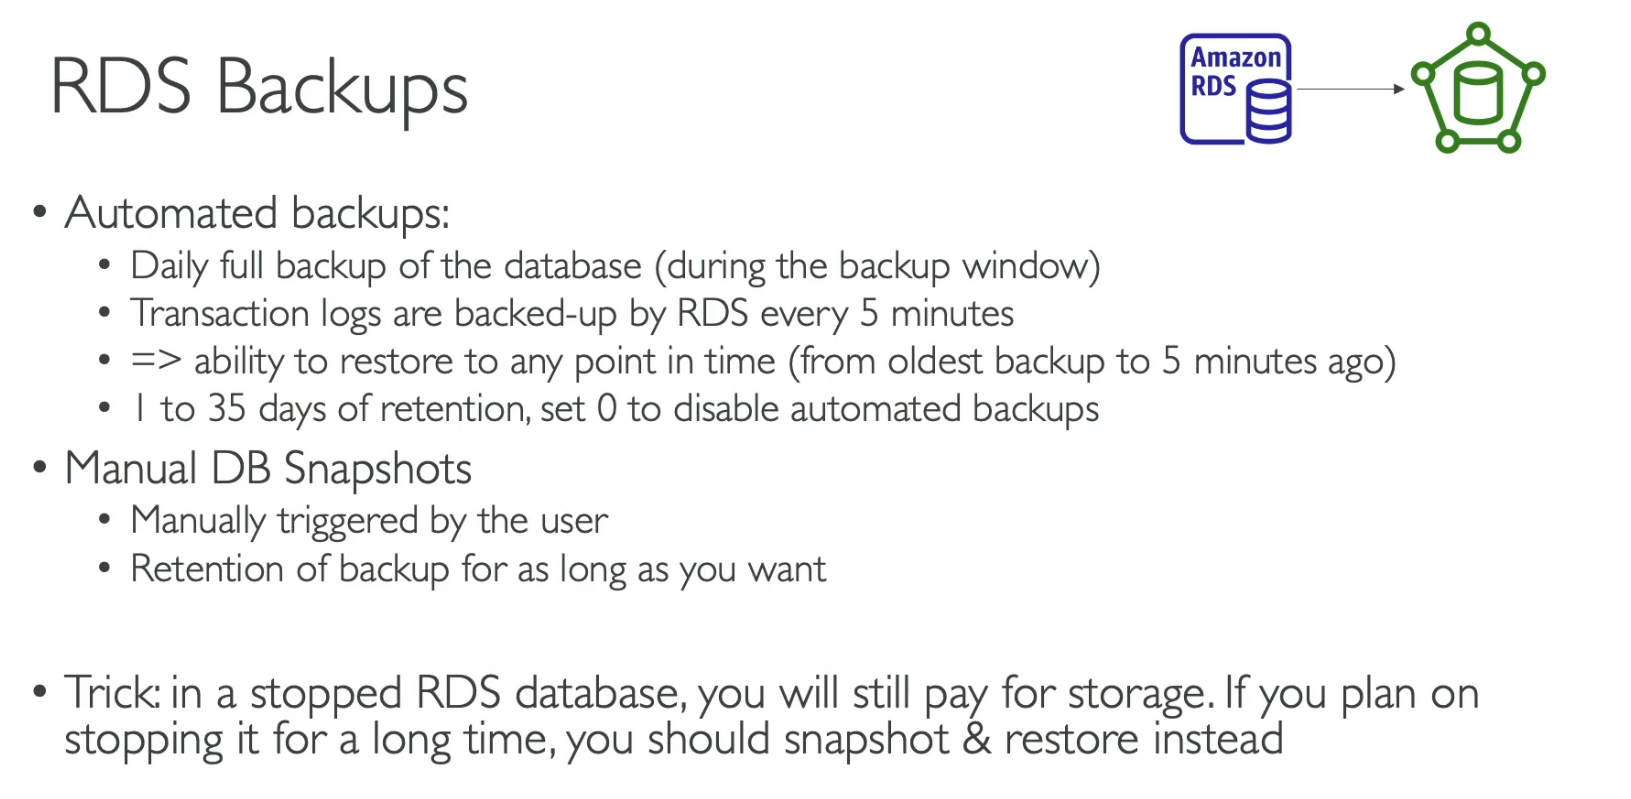 RDS Backups
Amazon
RDS
• Automated backups:
• Daily full backup of the database (during the backup window)
• Transaction logs are backed-up by RDS every 5 minutes
• => ability to restore to any point in time (from oldest backup to 5 minutes ago)
• 1 to 35 days of retention, set 0 to disable automated backups
• Manual DB Snapshots
• Manually triggered by the user
• Retention of backup for as long as you want
• Trick: in a stopped RDS database, you will still pay for storage. If you plan on
stopping it for a long time, you should snapshot & restore instead